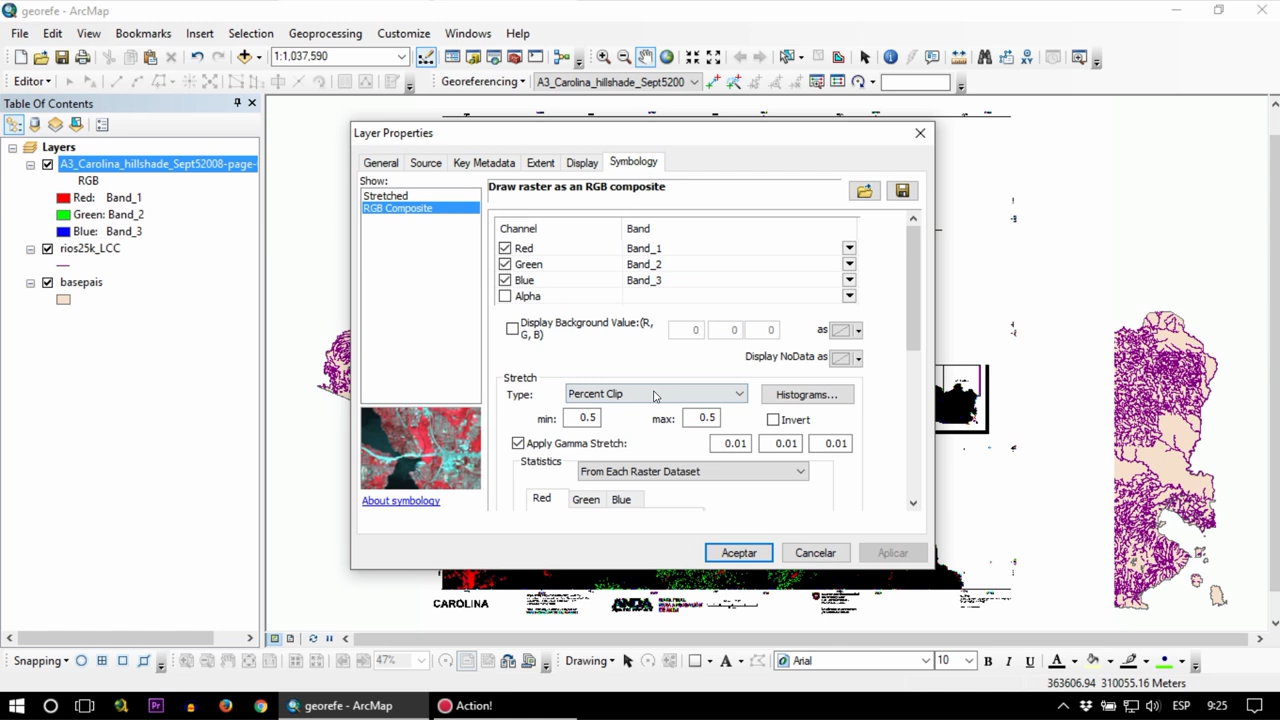 georefe - ArcMap
File Edit View Bookmarks Insert Selection Geoprocessing Customize Windows Help
1:1,037,590
Editor Georeferencing A3_Carolina_hillshade_Sept5200
Table Of Contents
Layers
A3_Carolina_hillshade_Sept52008-page-
RGB
Red: Band_1
Green: Band_2
Blue: Band_3
rios25k_LCC
basepais
Layer Properties
General Source Key Metadata Extent Display Symbology
Show:
Stretched
RGB Composite
About symbology
Draw raster as an RGB composite
Channel Band
Red Band_1
Green Band_2
Blue Band_3
Alpha
Display Background Value:(R, G, B) 0 0 0 as
Display NoData as
Stretch
Type: Percent Clip Histograms...
min: 0.5 max: 0.5 Invert
Apply Gamma Stretch: 0.01 0.01 0.01
Statistics From Each Raster Dataset
Red Green Blue
Aceptar Cancelar Aplicar
CAROLINA ANDA
Snapping 47% Drawing A Arial 10 B I U A
363606.94 310055.16 Meters
georefe - ArcMap Action! ESP 9:25